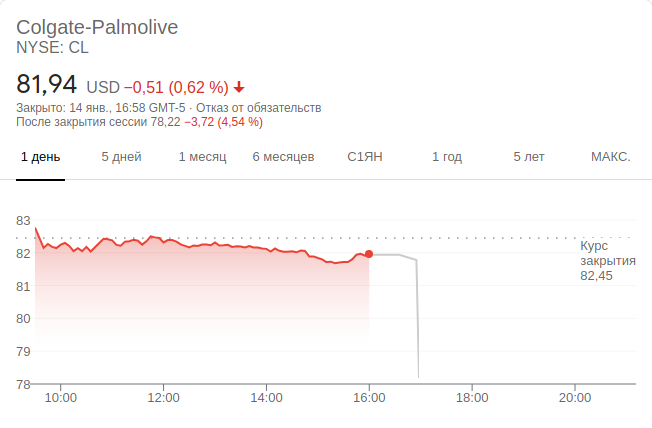 Colgate-Palmolive
NYSE: CL
81,94 USD −0,51 (0,62 %)
Закрыто: 14 янв., 16:58 GMT-5 · Отказ от обязательств
После закрытия сессии 78,22 −3,72 (4,54 %)
1 день 5 дней 1 месяц 6 месяцев С1ЯН 1 год 5 лет МАКС.
83
82
81
80
79
78
Курс
закрытия
82,45
10:00 12:00 14:00 16:00 18:00 20:00